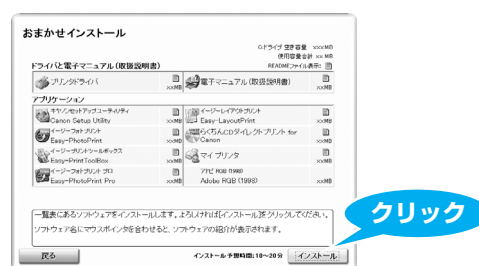 おまかせインストール
C:ドライブ 空き容量 xxxMB
使用容量合計 xx MB
ドライバと電子マニュアル(取扱説明書) READMEファイル表示:
プリンタドライバ xxMB 電子マニュアル(取扱説明書) xxMB
アプリケーション
キヤノンセットアップユーティリティ イージーレイアウトプリント
Canon Setup Utility xxMB Easy-LayoutPrint xxMB
イージーフォトプリント らくちんCDダイレクトプリント for
Easy-PhotoPrint xxMB Canon xxMB
イージープリントツールボックス マイ プリンタ
Easy-PrintToolBox xxMB xxMB
イージーフォトプリント プロ アドビ RGB (1998)
Easy-PhotoPrint Pro xxMB Adobe RGB (1998) xxMB
一覧表にあるソフトウェアをインストールします。よろしければ[インストール]をクリックしてください。
ソフトウェア名にマウスポインタを合わせると、ソフトウェアの紹介が表示されます。
クリック
戻る インストール予想時間:10~20分 インストール